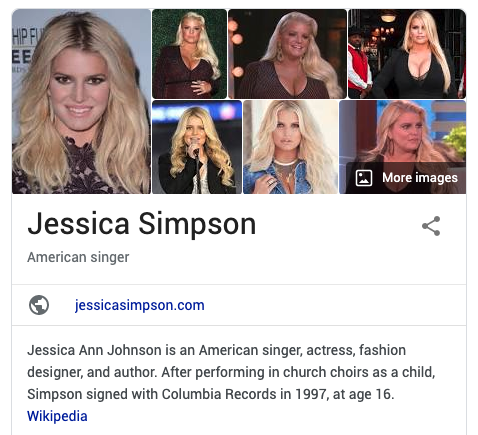 HIP FU
EE
More images
Jessica Simpson
American singer
jessicasimpson.com
Jessica Ann Johnson is an American singer, actress, fashion
designer, and author. After performing in church choirs as a child,
Simpson signed with Columbia Records in 1997, at age 16.
Wikipedia